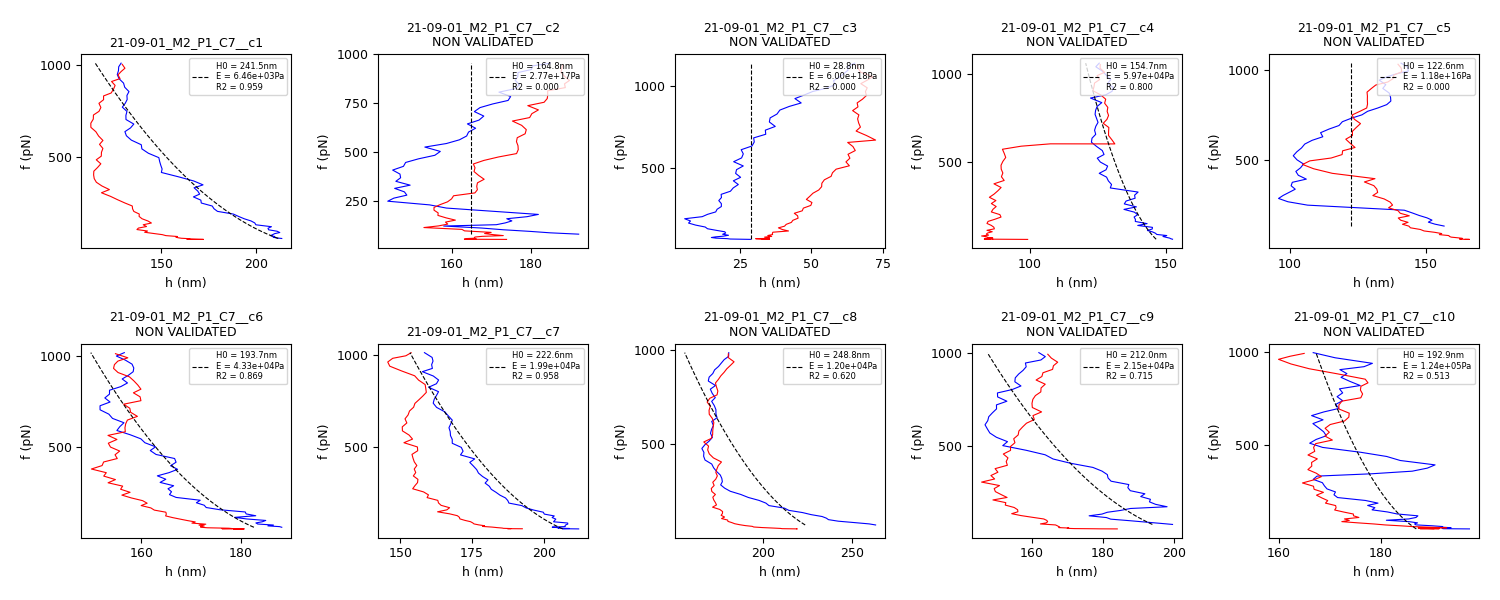 21-09-01_M2_P1_C7__c1
H0 = 241.5nm
E = 6.46e+03Pa
R2 = 0.959
1000
500
f (pN)
150
200
h (nm)
21-09-01_M2_P1_C7__c2
NON VALIDATED
H0 = 164.8nm
E = 2.77e+17Pa
R2 = 0.000
1000
750
500
250
f (pN)
160
180
h (nm)
21-09-01_M2_P1_C7__c3
NON VALIDATED
H0 = 28.8nm
E = 6.00e+18Pa
R2 = 0.000
1000
500
f (pN)
25
50
75
h (nm)
21-09-01_M2_P1_C7__c4
NON VALIDATED
H0 = 154.7nm
E = 5.97e+04Pa
R2 = 0.800
1000
500
f (pN)
100
150
h (nm)
21-09-01_M2_P1_C7__c5
NON VALIDATED
H0 = 122.6nm
E = 1.18e+16Pa
R2 = 0.000
1000
500
f (pN)
100
150
h (nm)
21-09-01_M2_P1_C7__c6
NON VALIDATED
H0 = 193.7nm
E = 4.33e+04Pa
R2 = 0.869
1000
500
f (pN)
160
180
h (nm)
21-09-01_M2_P1_C7__c7
H0 = 222.6nm
E = 1.99e+04Pa
R2 = 0.958
1000
500
f (pN)
150
175
200
h (nm)
21-09-01_M2_P1_C7__c8
NON VALIDATED
H0 = 248.8nm
E = 1.20e+04Pa
R2 = 0.620
1000
500
f (pN)
200
250
h (nm)
21-09-01_M2_P1_C7__c9
NON VALIDATED
H0 = 212.0nm
E = 2.15e+04Pa
R2 = 0.715
1000
500
f (pN)
160
180
200
h (nm)
21-09-01_M2_P1_C7__c10
NON VALIDATED
H0 = 192.9nm
E = 1.24e+05Pa
R2 = 0.513
1000
500
f (pN)
160
180
h (nm)